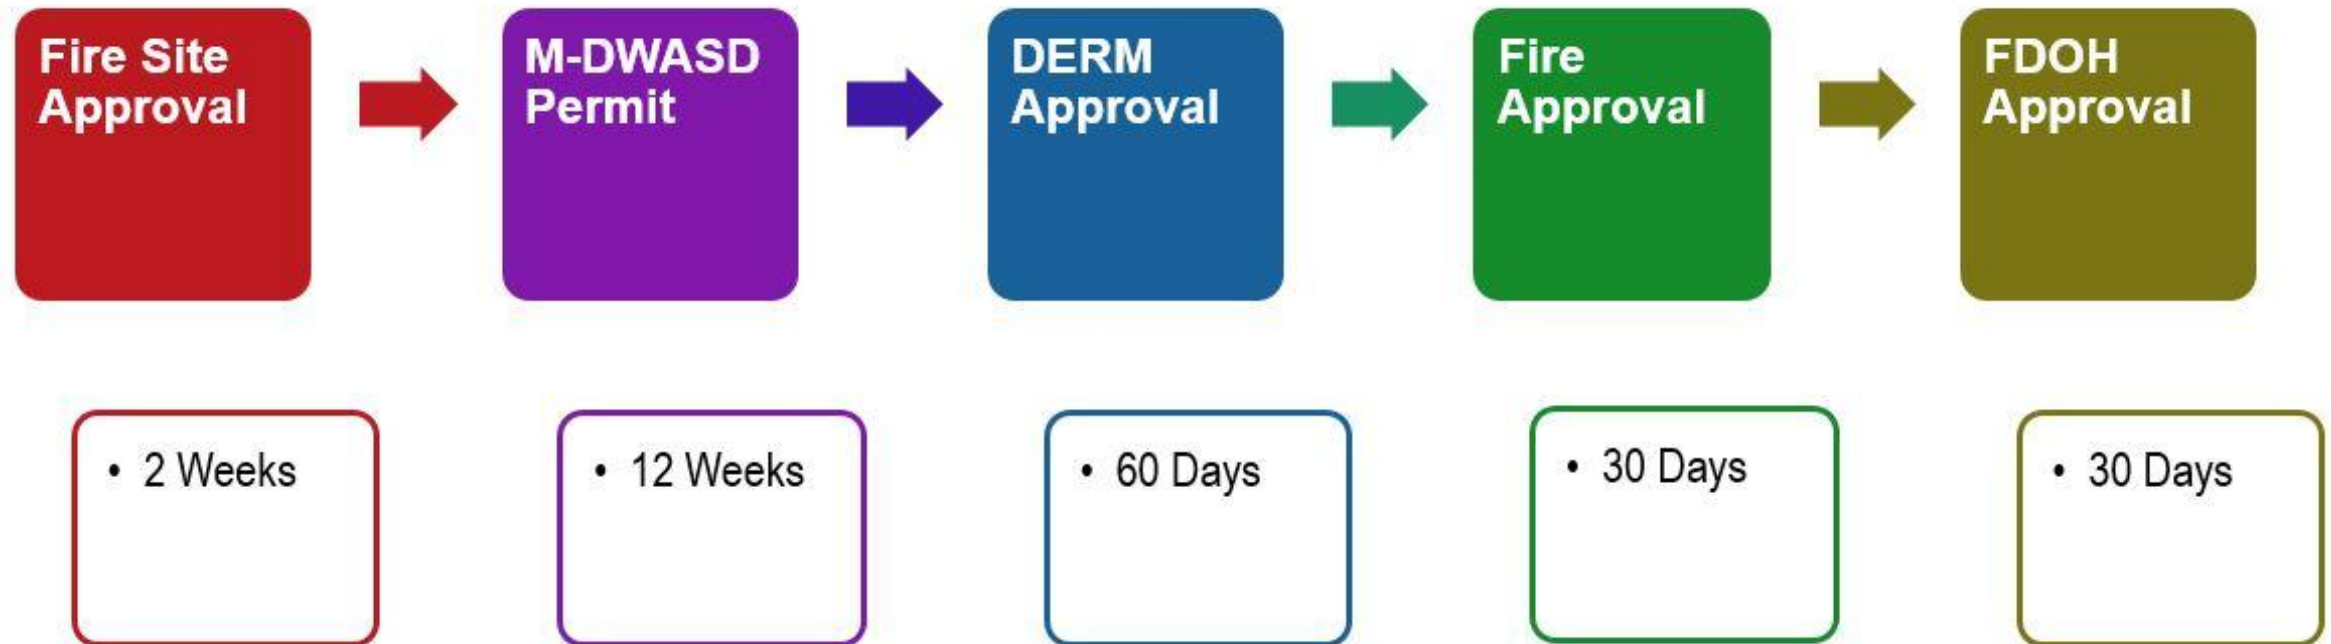 Fire Site
Approval
M-DWASD
Permit
DERM
Approval
Fire
Approval
FDOH
Approval
• 2 Weeks
• 12 Weeks
• 60 Days
• 30 Days
• 30 Days